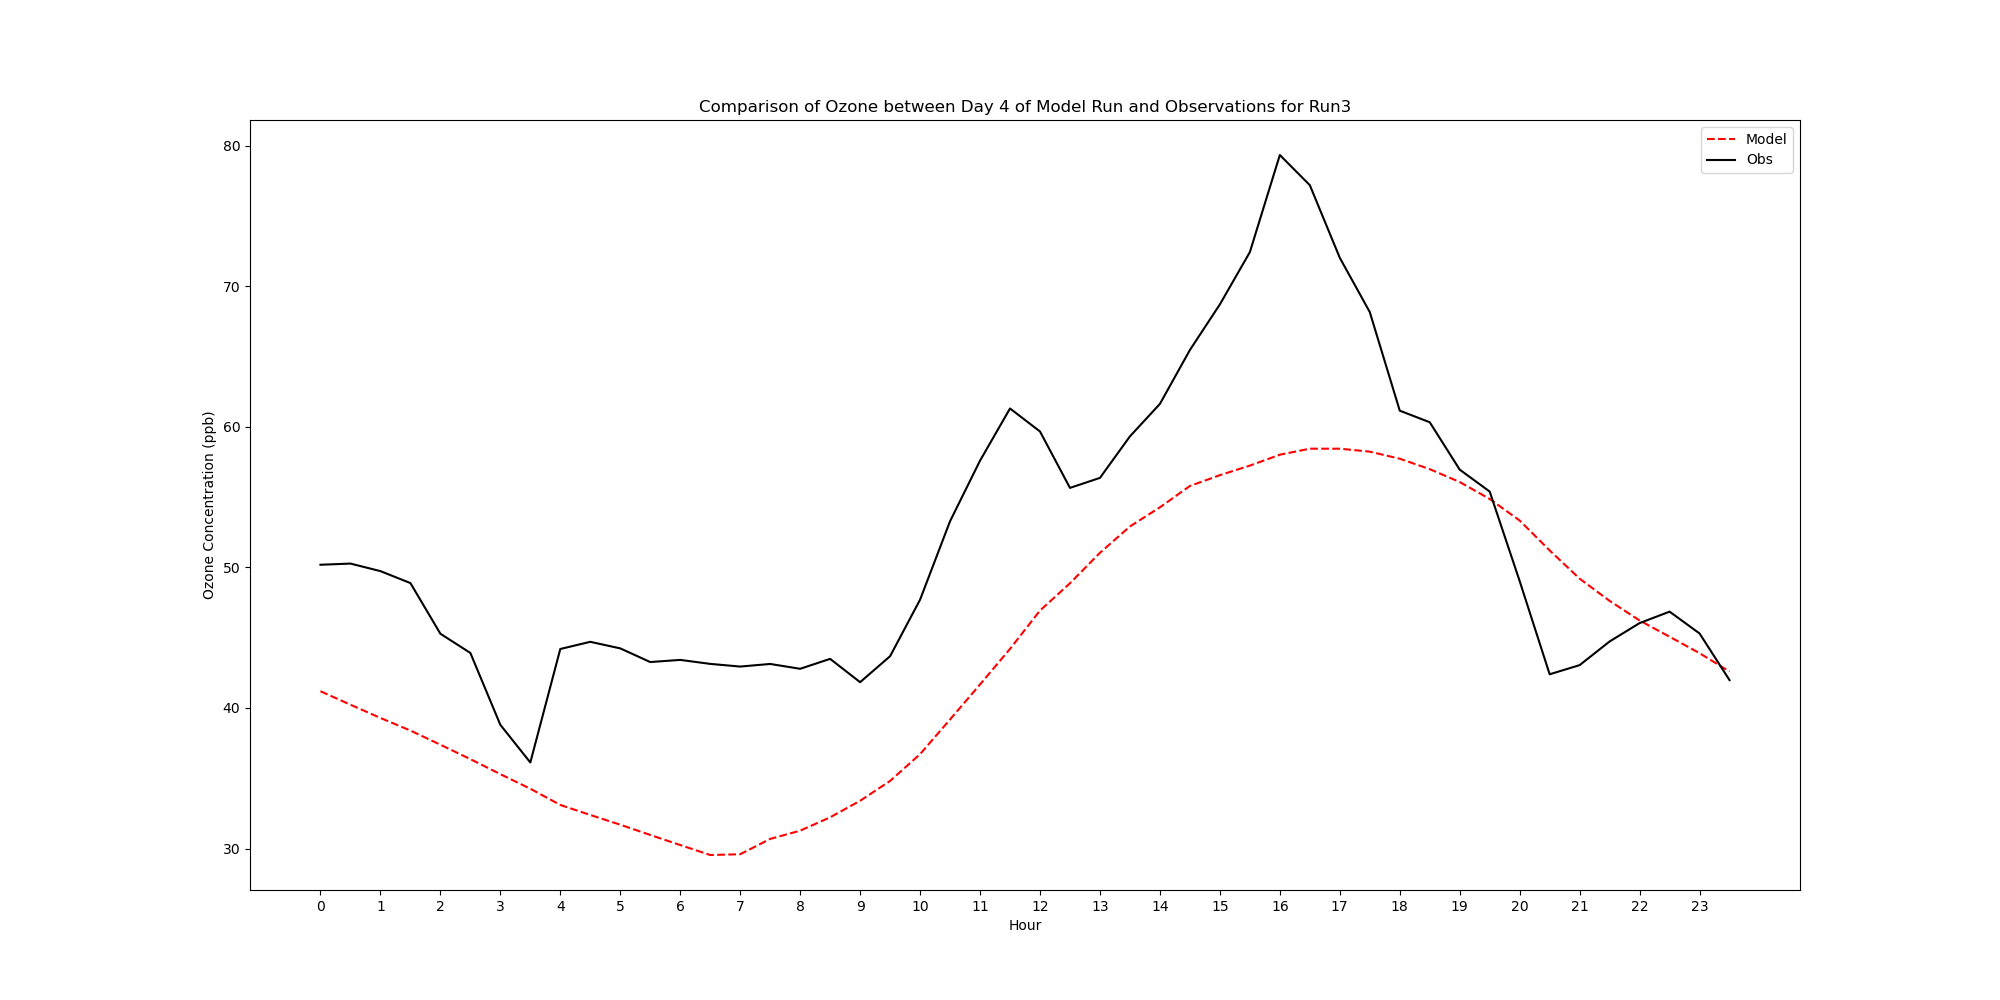 Comparison of Ozone between Day 4 of Model Run and Observations for Run3
Model
Obs
80
70
60
50
40
30
Ozone Concentration (ppb)
0 1 2 3 4 5 6 7 8 9 10 11 12 13 14 15 16 17 18 19 20 21 22 23
Hour